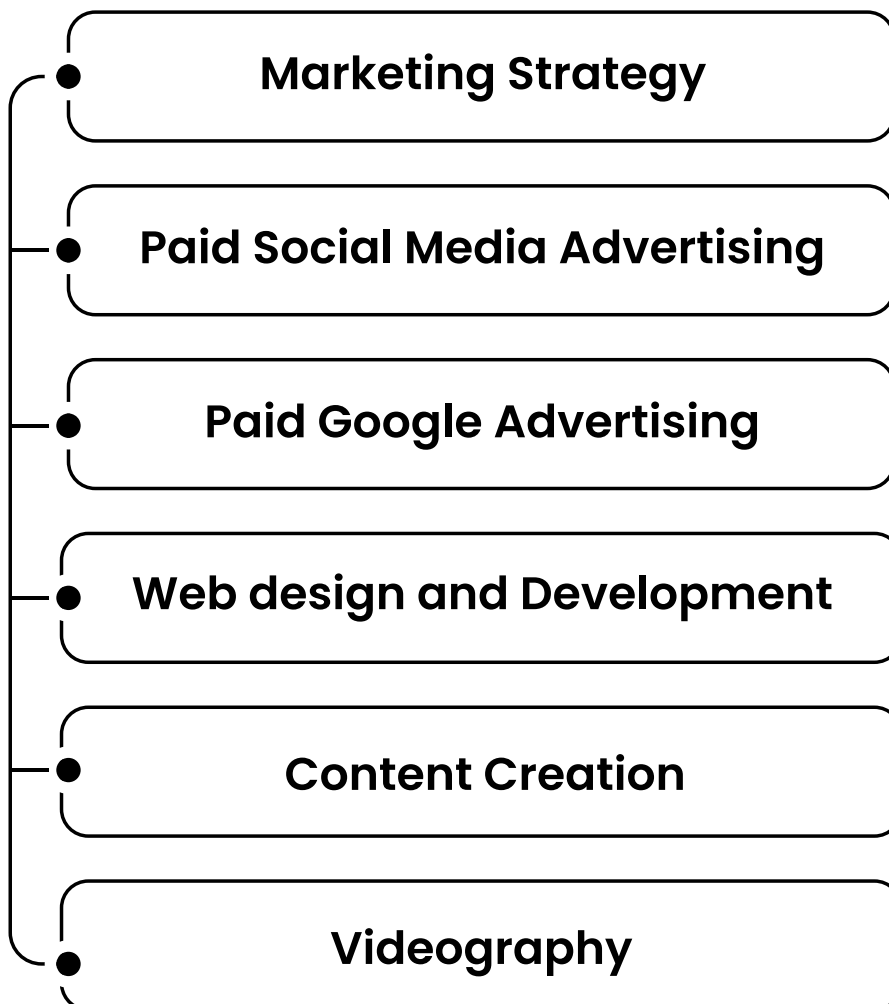 Marketing Strategy
Paid Social Media Advertising
Paid Google Advertising
Web design and Development
Content Creation
Videography